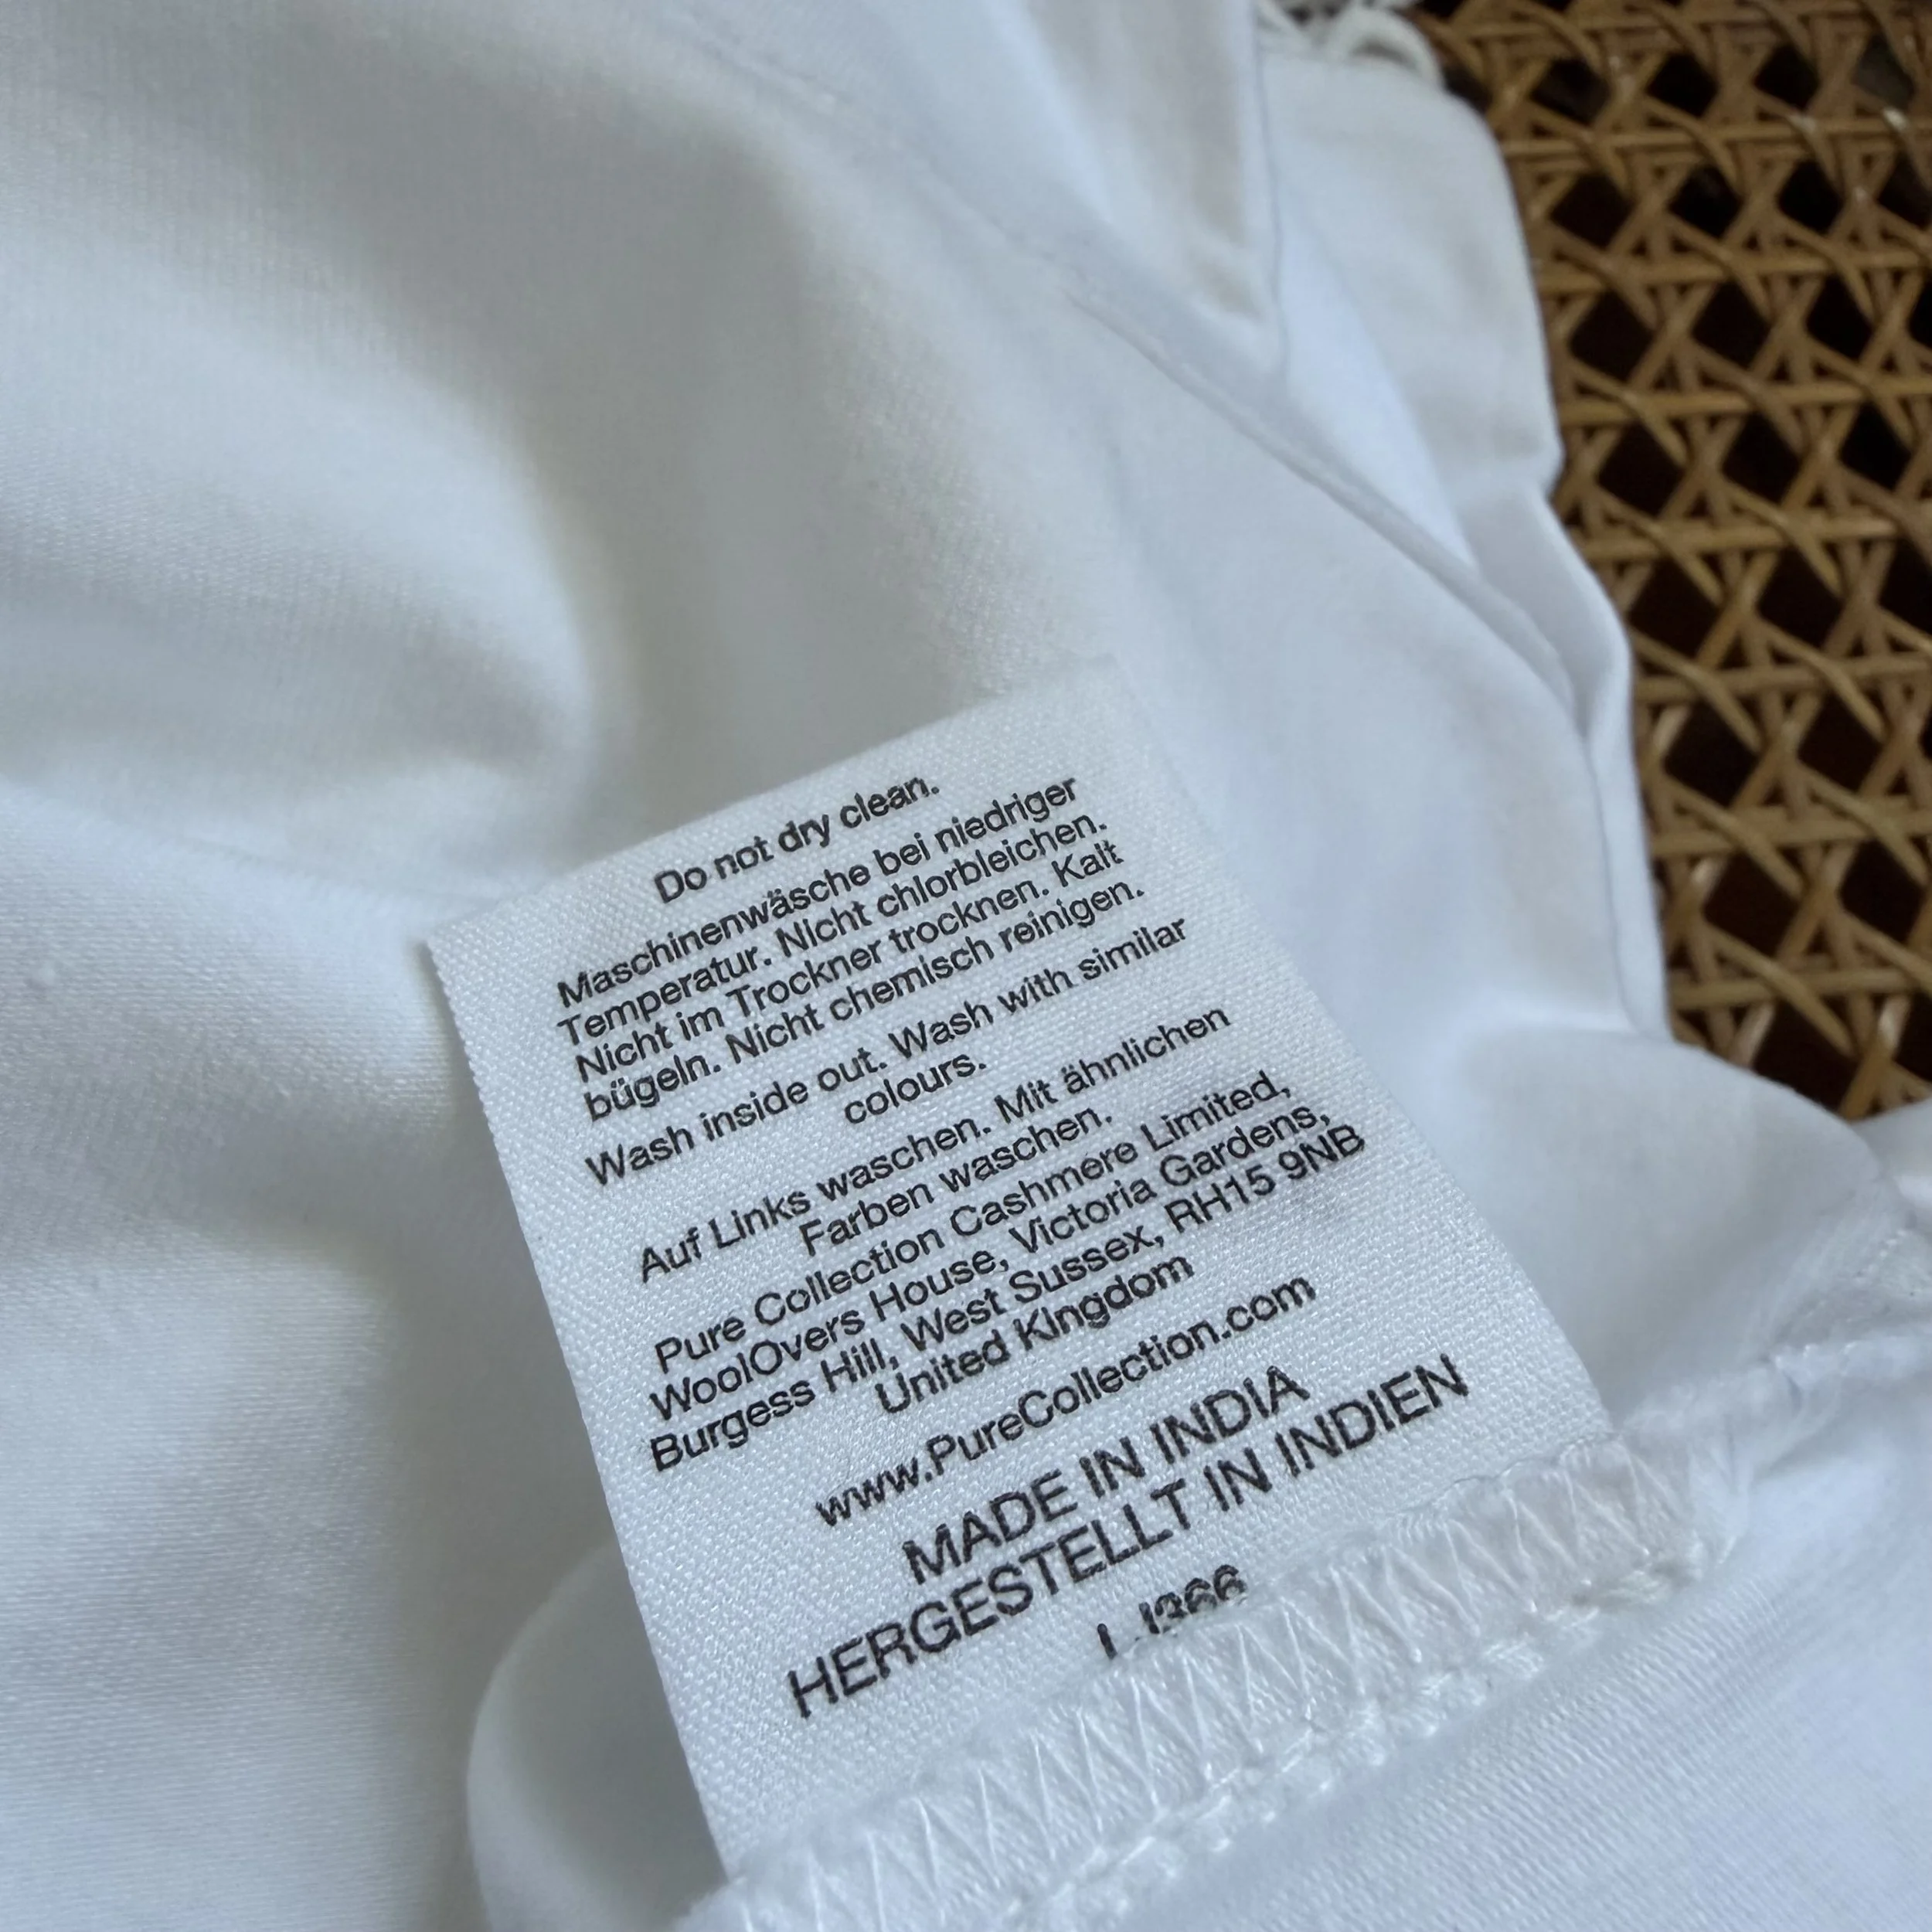 Do not dry clean.
Maschinenwäsche bei niedriger
Temperatur. Nicht chlorbleichen.
Nicht im Trockner trocknen. Kalt
bügeln. Nicht chemisch reinigen.
Wash inside out. Wash with similar
colours.
Auf Links waschen. Mit ähnlichen
Farben waschen.
Pure Collection Cashmere Limited,
WoolOvers House, Victoria Gardens,
Burgess Hill, West Sussex, RH15 9NB
United KIngdom
www.PureCollection.com
MADE IN INDIA
HERGESTELLT IN INDIEN